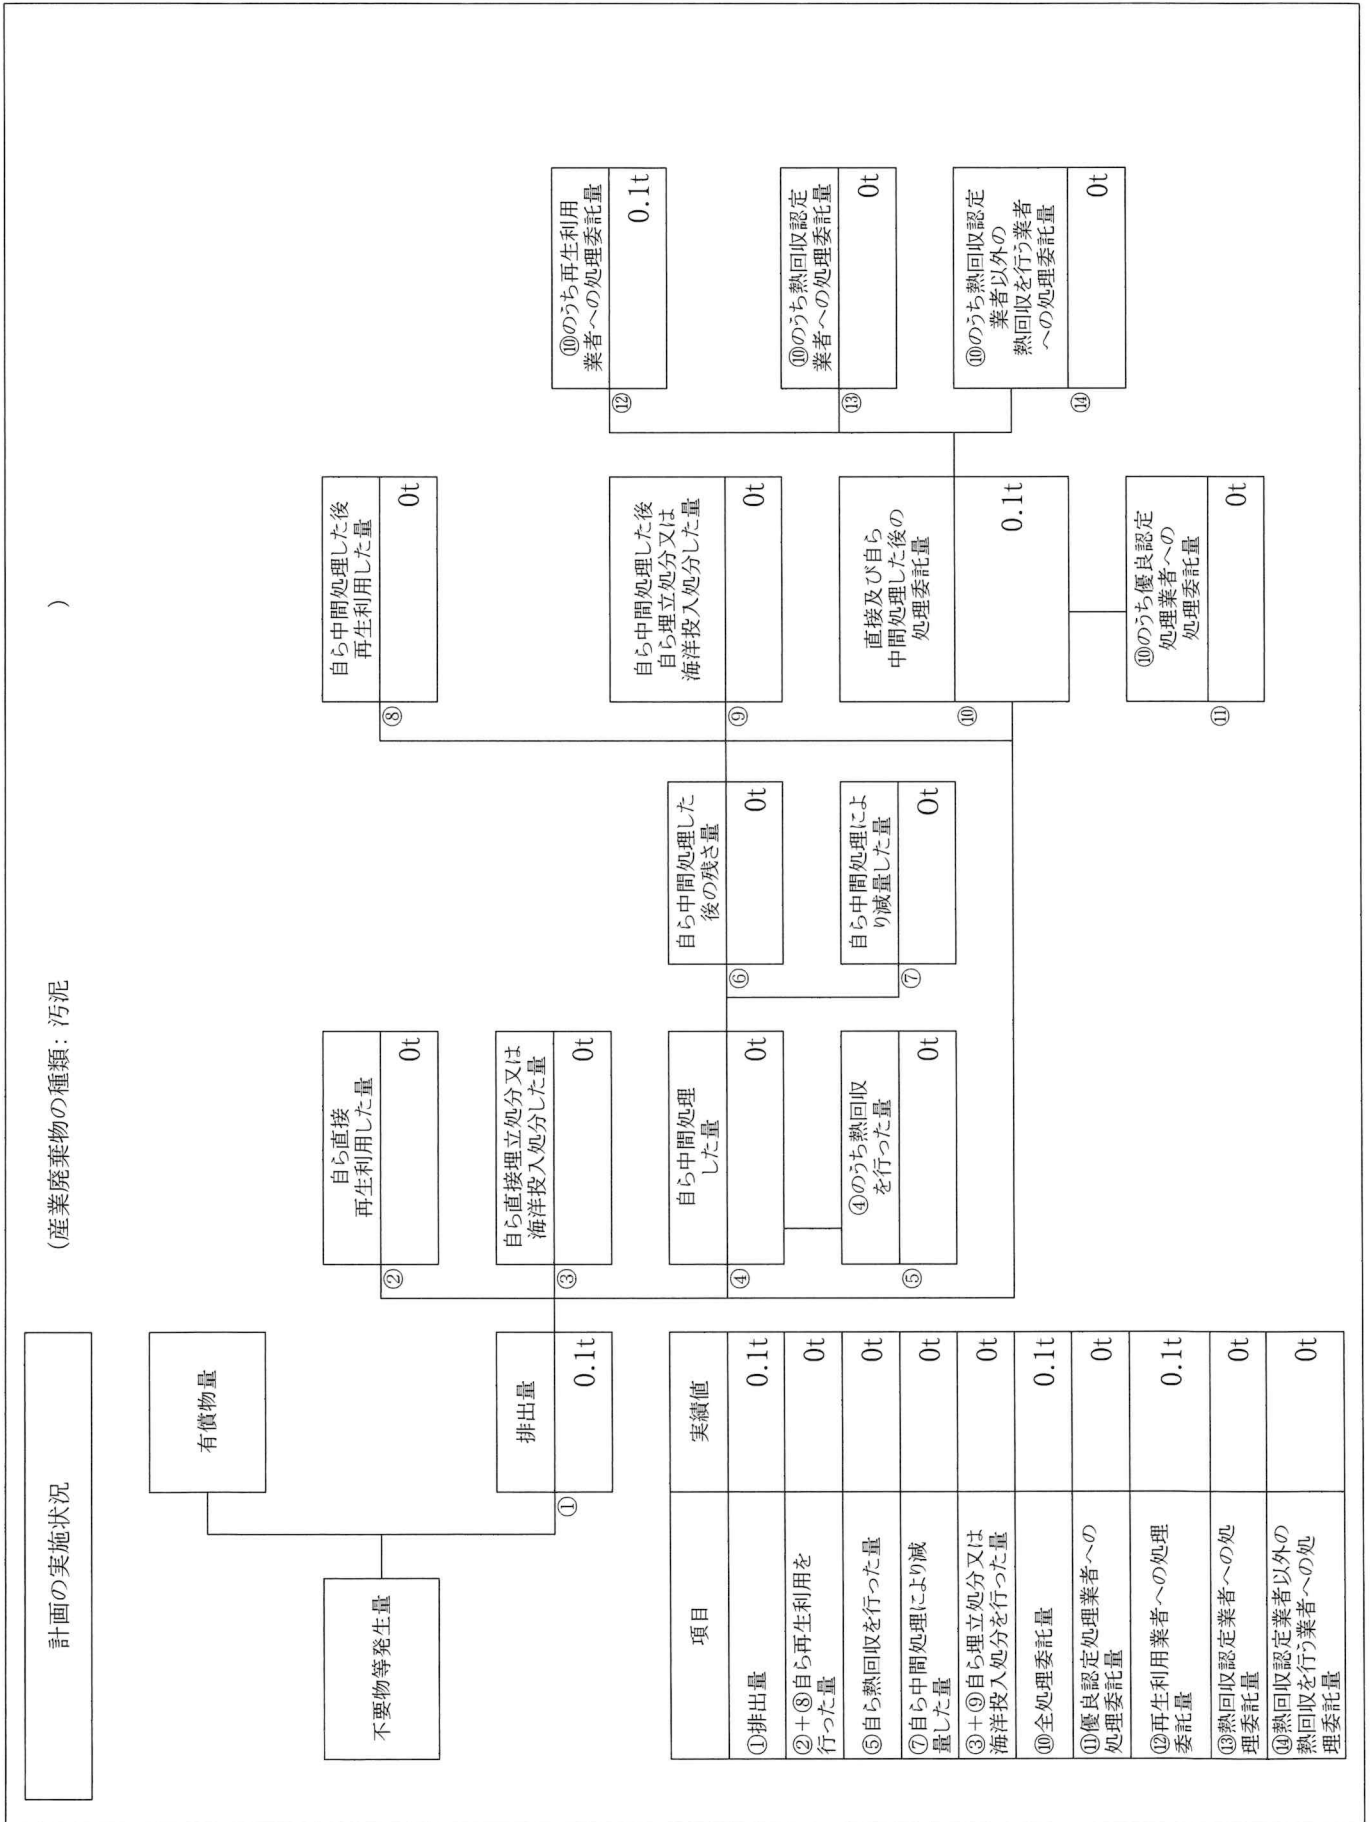 計画の実施状況
(産業廃棄物の種類：汚泥 )
不要物等発生量
有償物量
①
排出量
0.1t
②
自ら直接
再生利用した量
0t
③
自ら直接埋立処分又は
海洋投入処分した量
0t
④
自ら中間処理
した量
0t
⑤
④のうち熱回収
を行った量
0t
⑥
自ら中間処理した
後の残さ量
0t
⑦
自ら中間処理によ
り減量した量
0t
⑧
自ら中間処理した後
再生利用した量
0t
⑨
自ら中間処理した後
自ら埋立処分又は
海洋投入処分した量
0t
⑩
直接及び自ら
中間処理した後の
処理委託量
0.1t
⑪
⑩のうち優良認定
処理業者への
処理委託量
0t
⑫
⑩のうち再生利用
業者への処理委託量
0.1t
⑬
⑩のうち熱回収認定
業者への処理委託量
0t
⑭
⑩のうち熱回収認定
業者以外の
熱回収を行う業者
への処理委託量
0t
項目 実績値
①排出量 0.1t
②+⑧自ら再生利用を
行った量 0t
⑤自ら熱回収を行った量 0t
⑦自ら中間処理により減
量した量 0t
③+⑨自ら埋立処分又は
海洋投入処分を行った量 0t
⑩全処理委託量 0.1t
⑪優良認定処理業者への
処理委託量 0t
⑫再生利用業者への処理
委託量 0.1t
⑬熱回収認定業者への処
理委託量 0t
⑭熱回収認定業者以外の
熱回収を行う業者への処
理委託量 0t